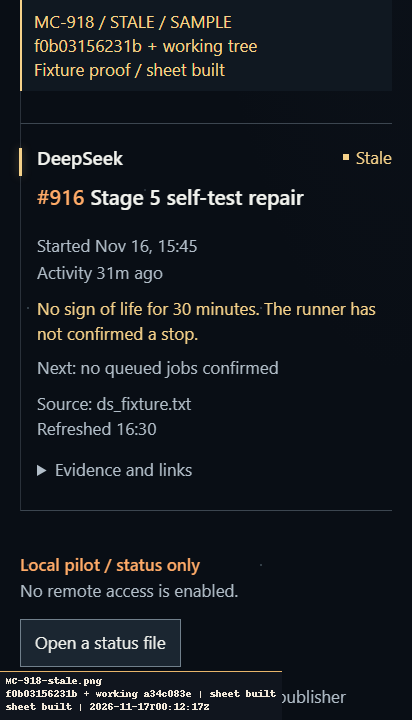 MC-918 / STALE / SAMPLE
f0b03156231b + working tree
Fixture proof / sheet built
DeepSeek
Stale
#916 Stage 5 self-test repair
Started Nov 16, 15:45
Activity 31m ago
No sign of life for 30 minutes. The runner has
not confirmed a stop.
Next: no queued jobs confirmed
Source: ds_fixture.txt
Refreshed 16:30
Evidence and links
Local pilot / status only
No remote access is enabled.
Open a status file
MC-918-stale.png
f0b03156231b + working a34c083e | sheet built
sheet built | 2026-11-17T00:12:17Z
publisher